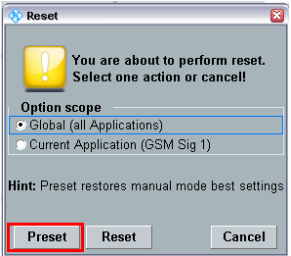 Reset
You are about to perform reset.
Select one action or cancel!
Option scope
Global (all Applications)
Current Application (GSM Sig 1)
Hint: Preset restores manual mode best settings
Preset Reset Cancel